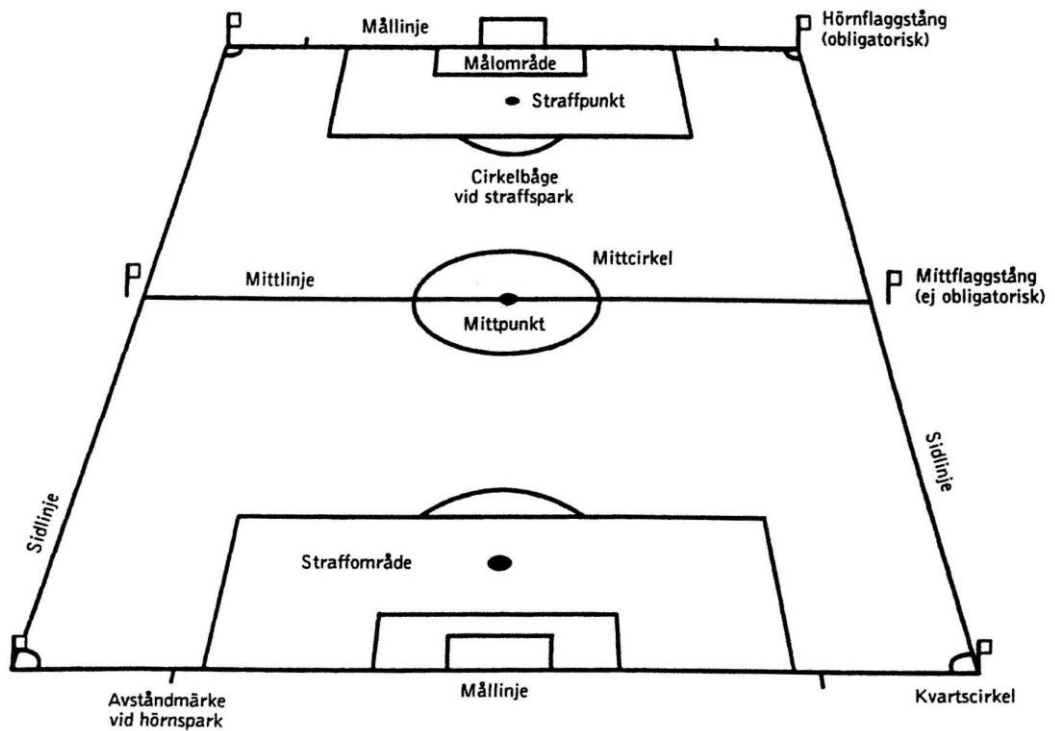 Mållinje
Hörnflaggstång
(obligatorisk)
Målområde
Straffpunkt
Cirkelbåge
vid straffspark
Mittcirkel
Mittlinje
Mittflaggstång
(ej obligatorisk)
Mittpunkt
Sidlinje
Sidlinje
Straffområde
Avståndmärke
vid hörnspark
Mållinje
Kvartscirkel